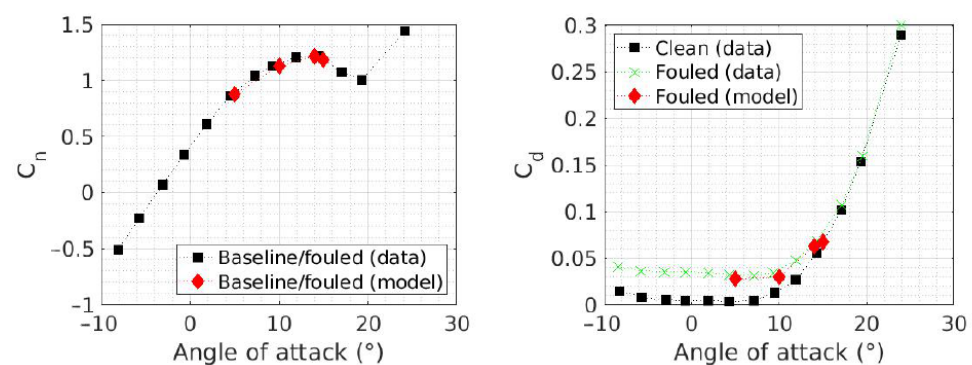 1.5
1
0.5
0
−0.5
−1
−10 0 10 20 30
C_n
Angle of attack (°)
Baseline/fouled (data)
Baseline/fouled (model)
0.3
0.25
0.2
0.15
0.1
0.05
0
−10 0 10 20 30
C_d
Angle of attack (°)
Clean (data)
Fouled (data)
Fouled (model)